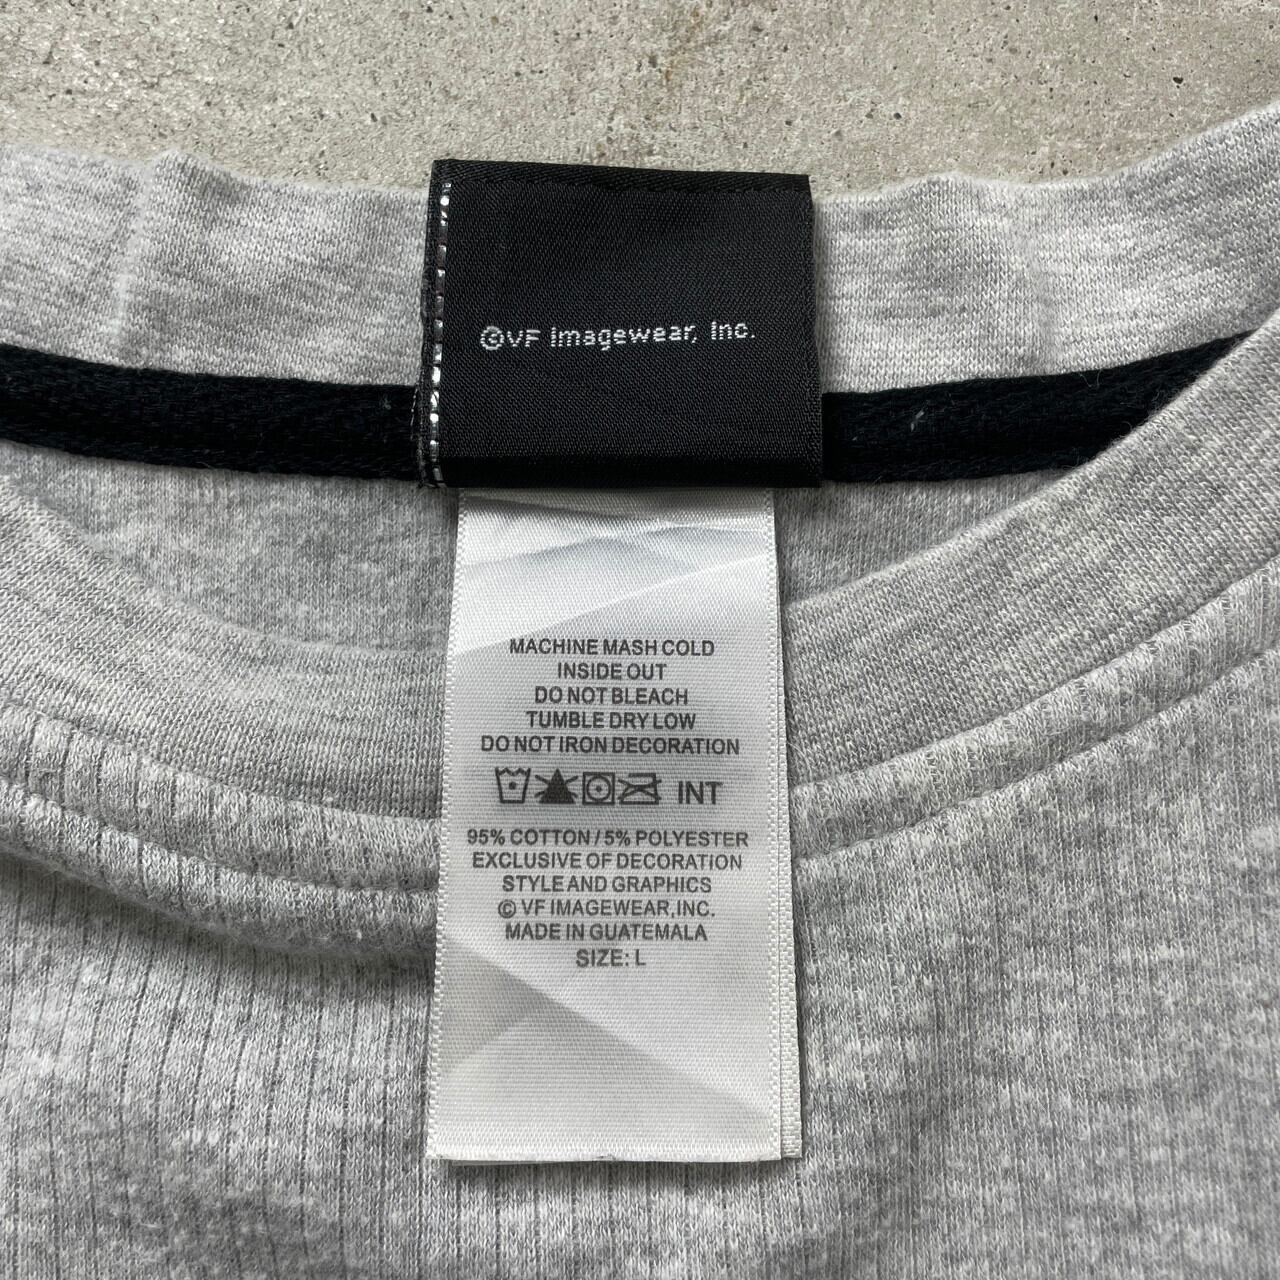 ©VF Imagewear, Inc.
MACHINE MASH COLD
INSIDE OUT
DO NOT BLEACH
TUMBLE DRY LOW
DO NOT IRON DECORATION
INT
95% COTTON / 5% POLYESTER
EXCLUSIVE OF DECORATION
STYLE AND GRAPHICS
© VF IMAGEWEAR,INC.
MADE IN GUATEMALA
SIZE: L